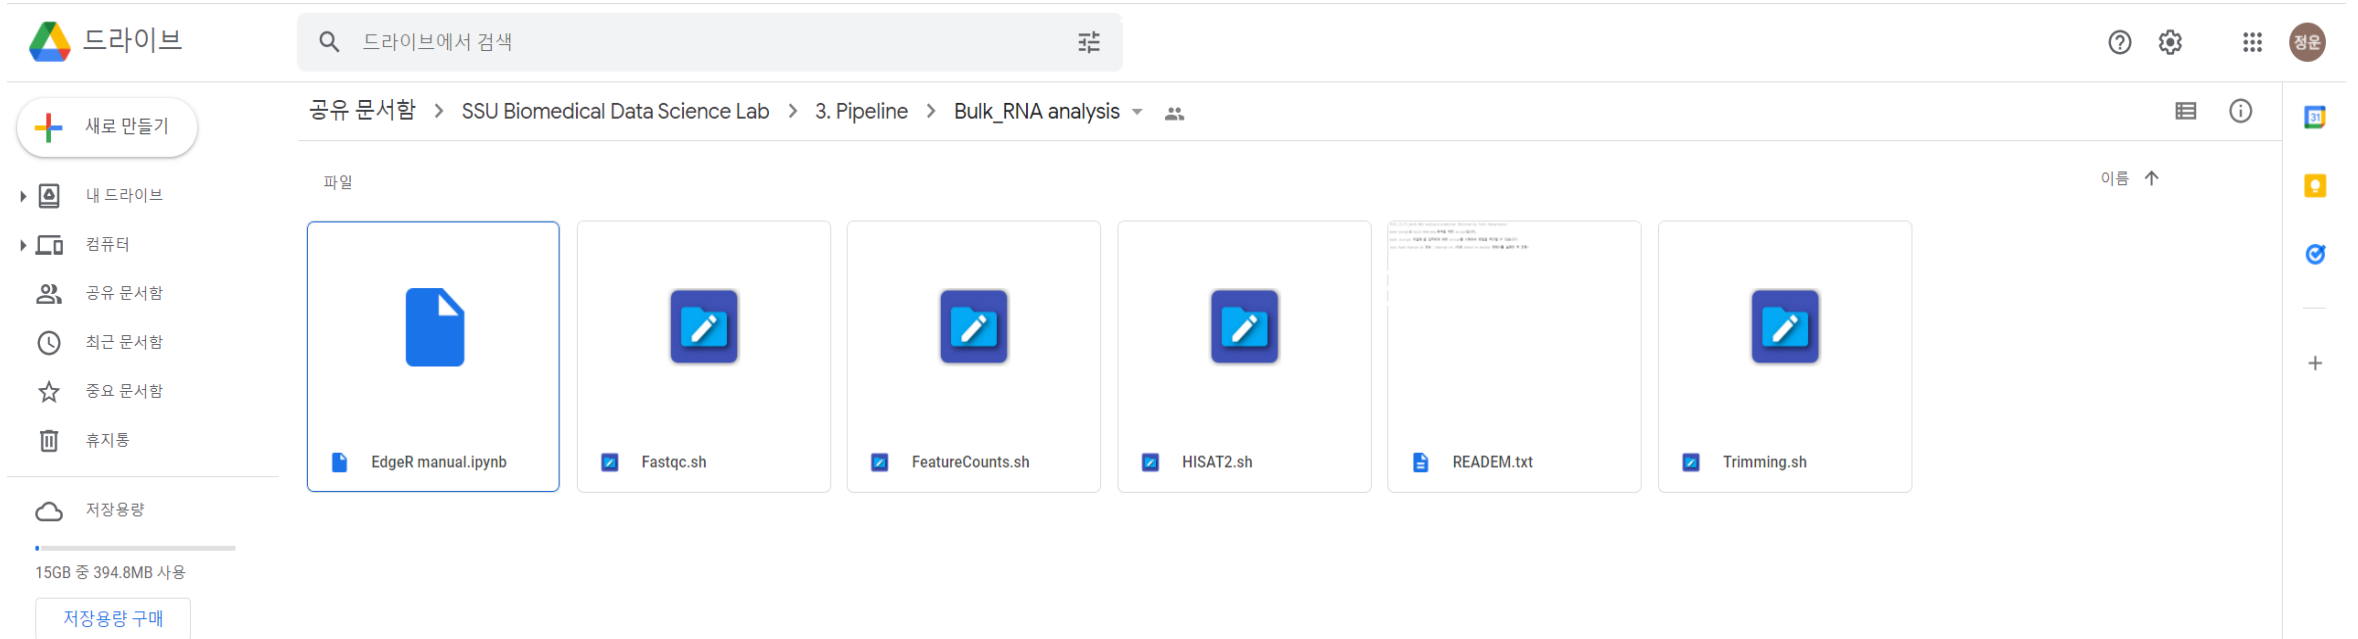 드라이브
드라이브에서 검색
정운
새로 만들기
내 드라이브
컴퓨터
공유 문서함
최근 문서함
중요 문서함
휴지통
저장용량
15GB 중 394.8MB 사용
저장용량 구매
공유 문서함 > SSU Biomedical Data Science Lab > 3. Pipeline > Bulk_RNA analysis
파일
이름
EdgeR manual.ipynb
Fastqc.sh
FeatureCounts.sh
HISAT2.sh
READEM.txt
Trimming.sh
31